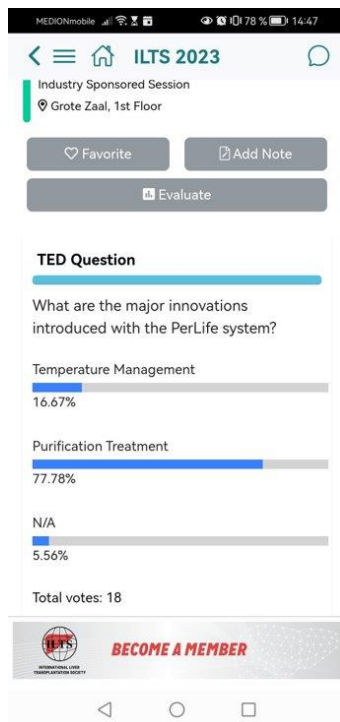 MEDIONmobile 78 % 14:47
ILTS 2023
Industry Sponsored Session
Grote Zaal, 1st Floor
Favorite
Add Note
Evaluate
TED Question
What are the major innovations
introduced with the PerLife system?
Temperature Management
16.67%
Purification Treatment
77.78%
N/A
5.56%
Total votes: 18
ILTS
INTERNATIONAL LIVER
TRANSPLANTATION SOCIETY
BECOME A MEMBER